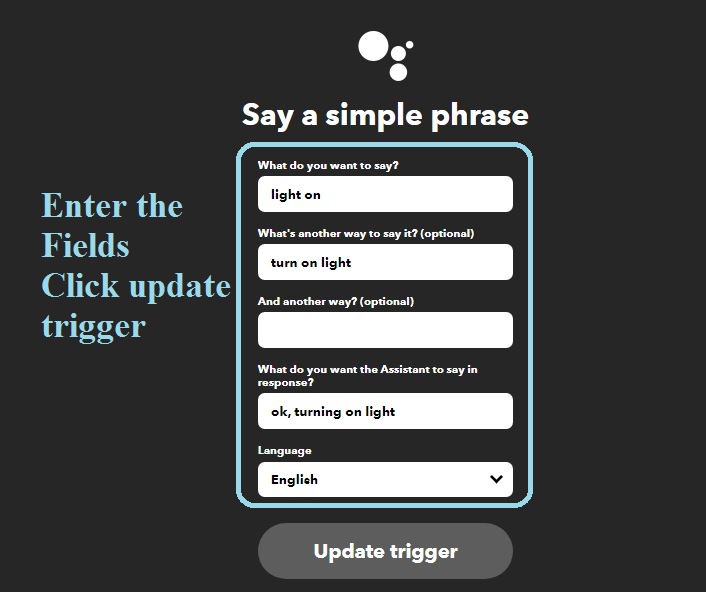 Say a simple phrase
Enter the
Fields
Click update
trigger
What do you want to say?
light on
What's another way to say it? (optional)
turn on light
And another way? (optional)
What do you want the Assistant to say in
response?
ok, turning on light
Language
English
Update trigger